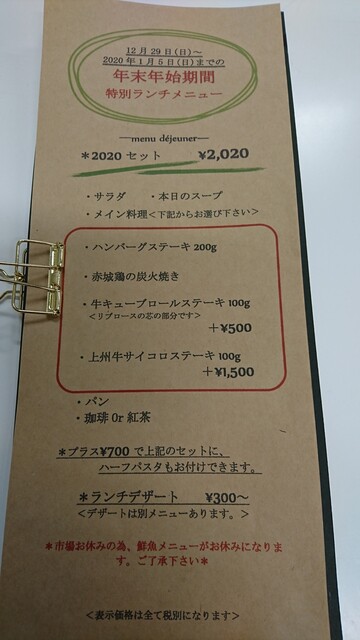 12月29日(日)～
2020年1月5日(日)までの
年末年始期間
特別ランチメニュー
―menu déjeuner―
＊2020 セット　¥2,020
・サラダ　・本日のスープ
・メイン料理＜下記からお選び下さい＞
・ハンバーグステーキ 200g
・赤城鶏の炭火焼き
・牛キューブロールステーキ 100g
＜リブロースの芯の部分です＞
＋¥500
・上州牛サイコロステーキ 100g
＋¥1,500
・パン
・珈琲 Or 紅茶
＊プラス¥700 で上記のセットに、
ハーフパスタもお付けできます。
＊ランチデザート　¥300～
＜デザートは別メニューあります。＞
＊市場お休みの為、鮮魚メニューがお休みになりま
す。ご了承下さい＊
＜表示価格は全て税別になります＞